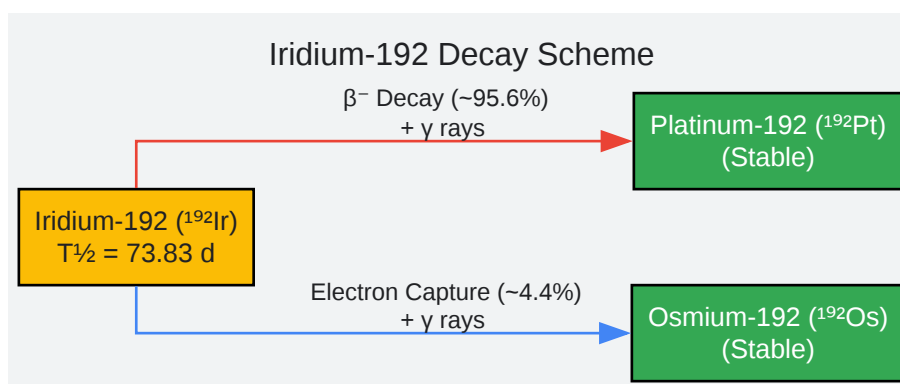 Iridium-192 Decay Scheme
β⁻ Decay (~95.6%)
+ γ rays
Platinum-192 (¹⁹²Pt)
(Stable)
Iridium-192 (¹⁹²Ir)
T½ = 73.83 d
Electron Capture (~4.4%)
+ γ rays
Osmium-192 (¹⁹²Os)
(Stable)